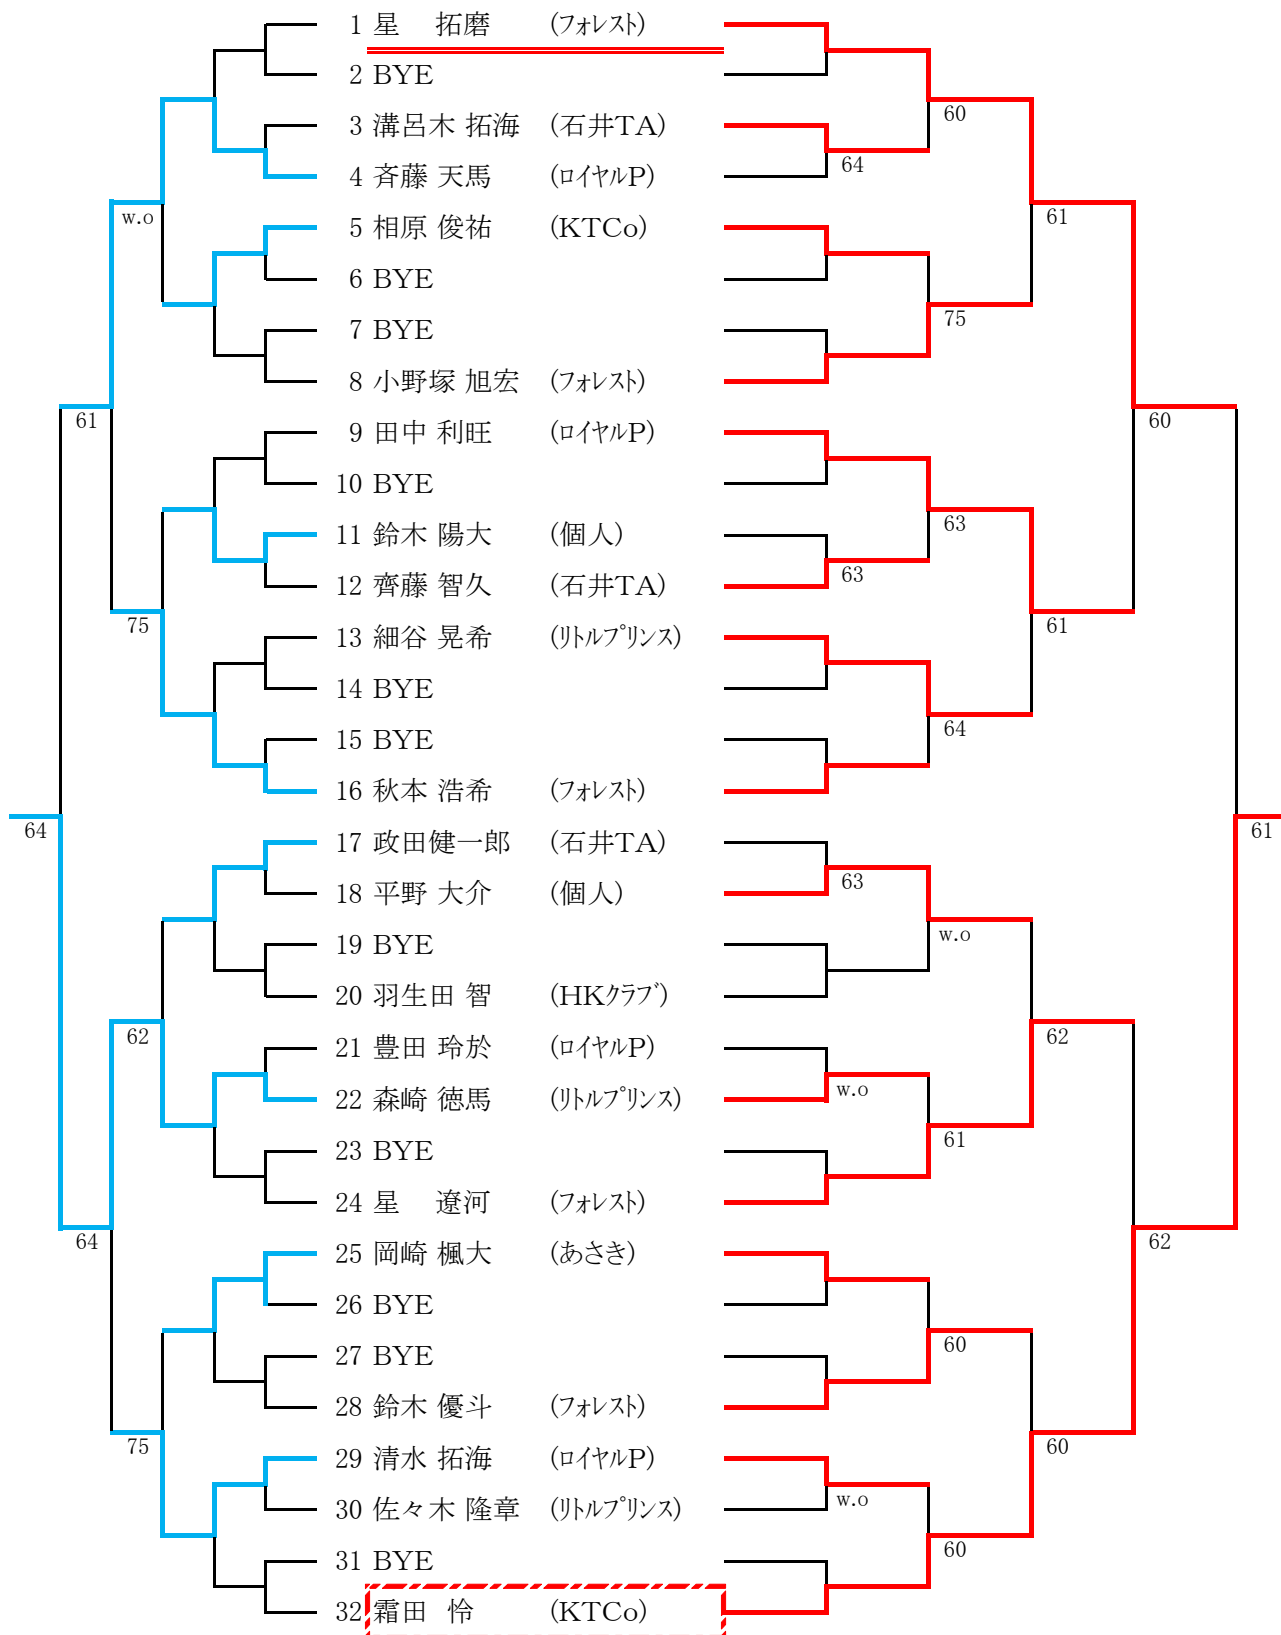 1 星 拓磨 (フォレスト)
2 BYE
60
3 溝呂木 拓海 (石井TA)
64
4 斉藤 天馬 (ロイヤルP)
w.o
61
5 相原 俊祐 (KTCo)
6 BYE
75
7 BYE
8 小野塚 旭宏 (フォレスト)
61
60
9 田中 利旺 (ロイヤルP)
10 BYE
63
11 鈴木 陽大 (個人)
63
12 齊藤 智久 (石井TA)
75
61
13 細谷 晃希 (リトルプリンス)
14 BYE
64
15 BYE
16 秋本 浩希 (フォレスト)
64
61
17 政田健一郎 (石井TA)
63
18 平野 大介 (個人)
w.o
19 BYE
20 羽生田 智 (HKクラブ)
62
62
21 豊田 玲於 (ロイヤルP)
w.o
22 森崎 徳馬 (リトルプリンス)
61
23 BYE
24 星 遼河 (フォレスト)
64
62
25 岡崎 楓大 (あさき)
26 BYE
60
27 BYE
28 鈴木 優斗 (フォレスト)
75
60
29 清水 拓海 (ロイヤルP)
w.o
30 佐々木 隆章 (リトルプリンス)
60
31 BYE
32 霜田 怜 (KTCo)